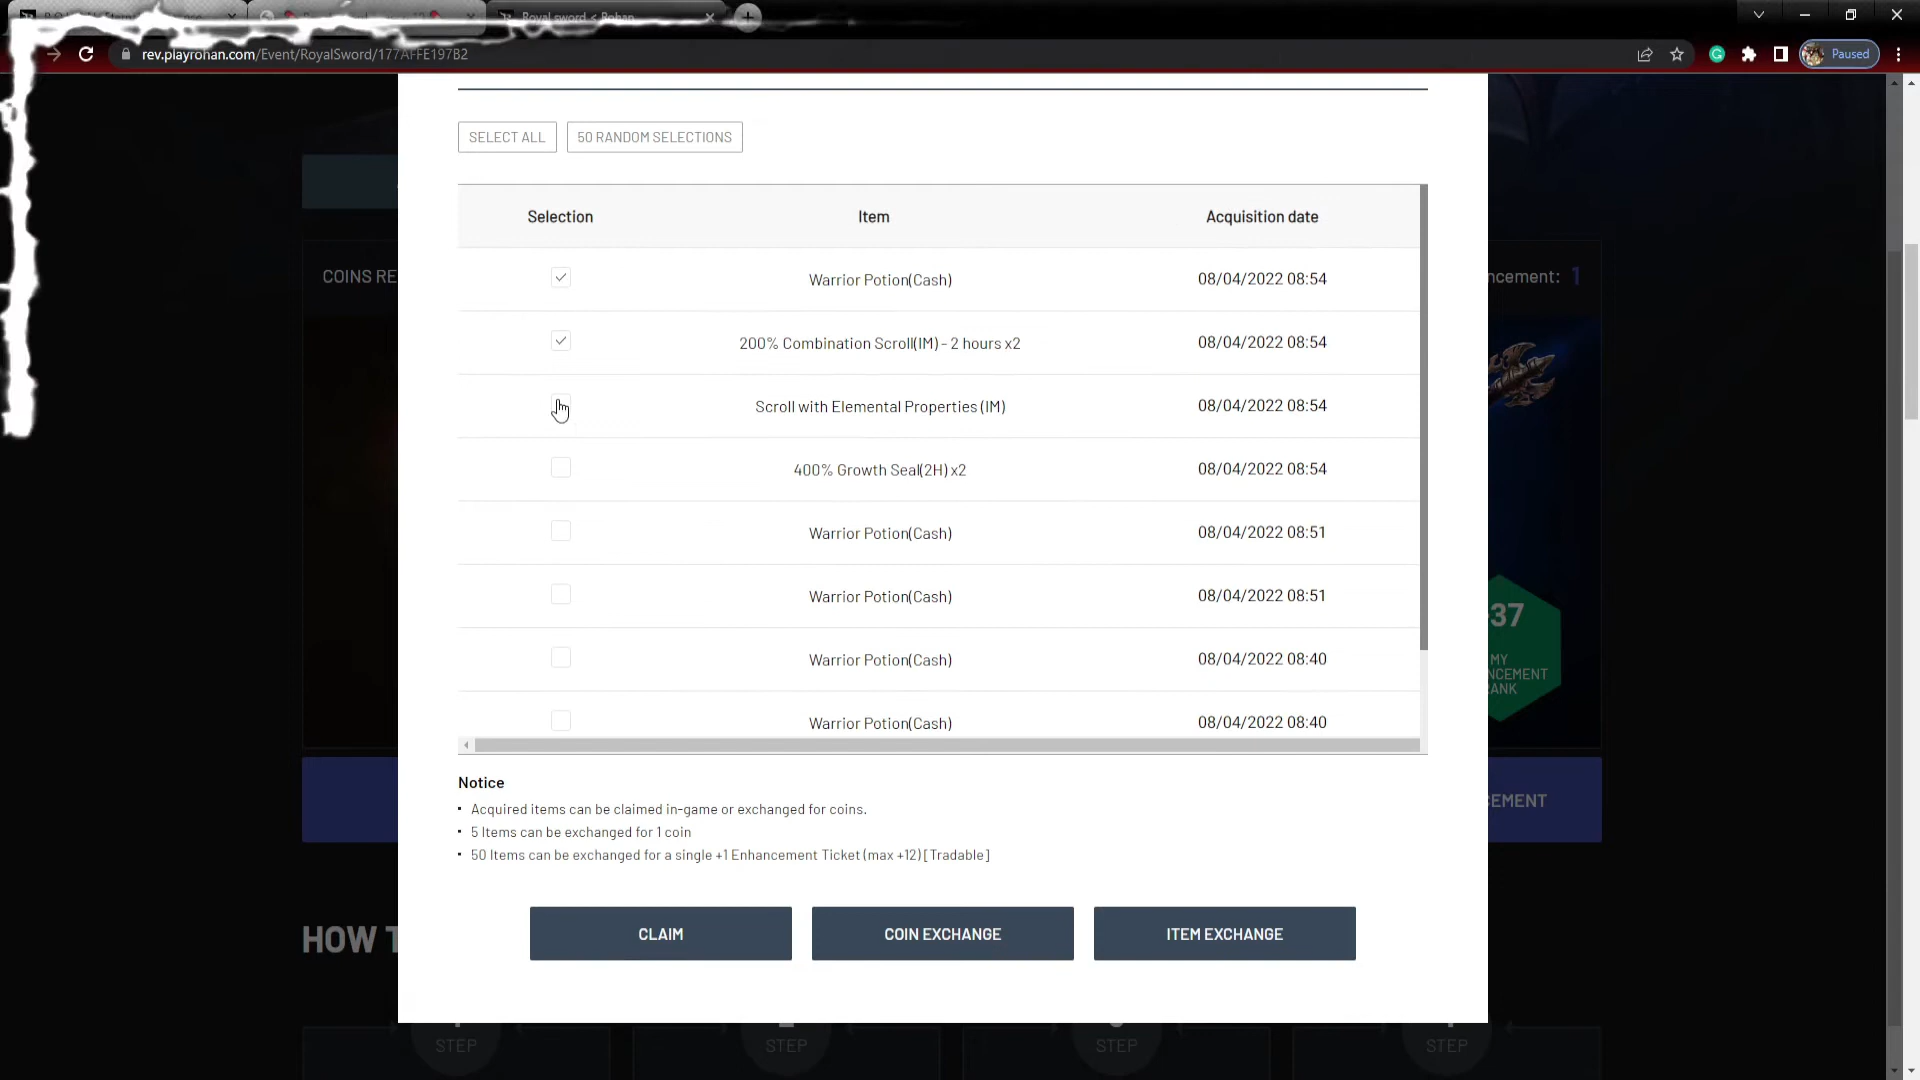 Royal sword < Rohan
rev.playrohan.com/Event/RoyalSword/177AFFE197B2
Paused
SELECT ALL
50 RANDOM SELECTIONS
Selection Item Acquisition date
Warrior Potion(Cash) 08/04/2022 08:54
200% Combination Scroll(IM) - 2 hours x2 08/04/2022 08:54
Scroll with Elemental Properties (IM) 08/04/2022 08:54
400% Growth Seal(2H) x2 08/04/2022 08:54
Warrior Potion(Cash) 08/04/2022 08:51
Warrior Potion(Cash) 08/04/2022 08:51
Warrior Potion(Cash) 08/04/2022 08:40
Warrior Potion(Cash) 08/04/2022 08:40
COINS RE
ncement: 1
37
MY
NCEMENT
RANK
CEMENT
Notice
Acquired items can be claimed in-game or exchanged for coins.
5 Items can be exchanged for 1 coin
50 Items can be exchanged for a single +1 Enhancement Ticket (max +12) [Tradable]
CLAIM
COIN EXCHANGE
ITEM EXCHANGE
HOW T
STEP
STEP
STEP
STEP